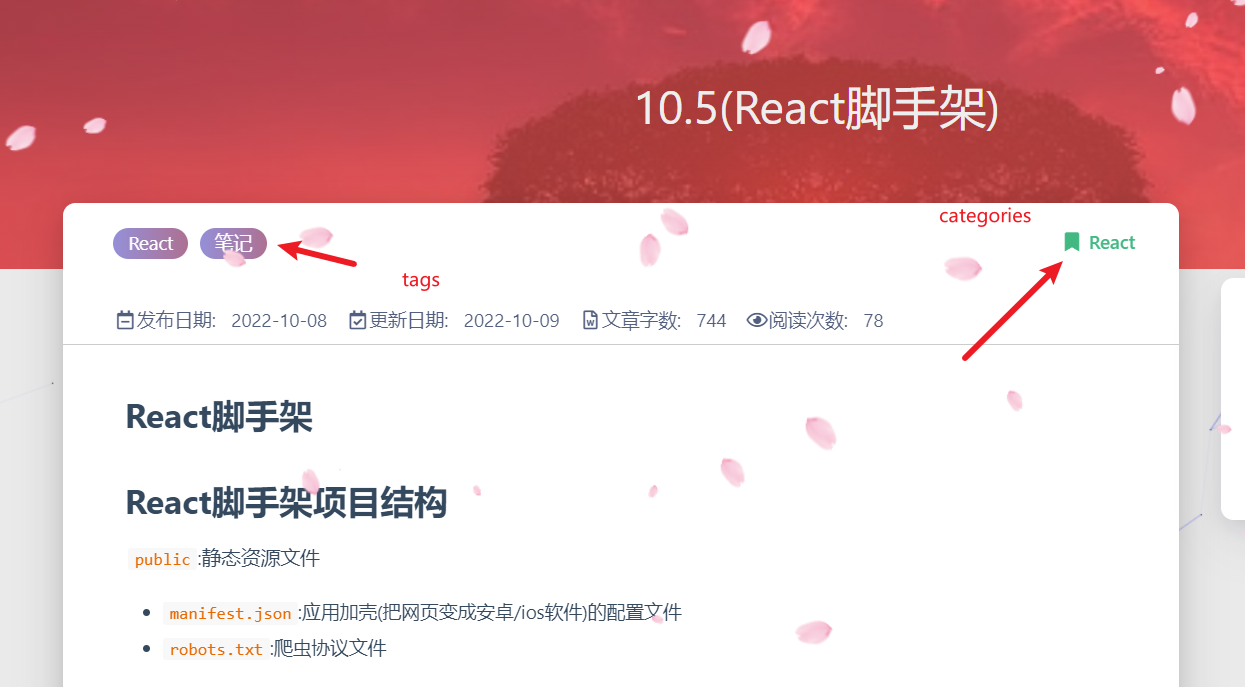 10.5(React脚手架)
React 笔记 categories React
tags
发布日期: 2022-10-08 更新日期: 2022-10-09 文章字数: 744 阅读次数: 78
React脚手架
React脚手架项目结构
public :静态资源文件
manifest.json :应用加壳(把网页变成安卓/ios软件)的配置文件
robots.txt :爬虫协议文件